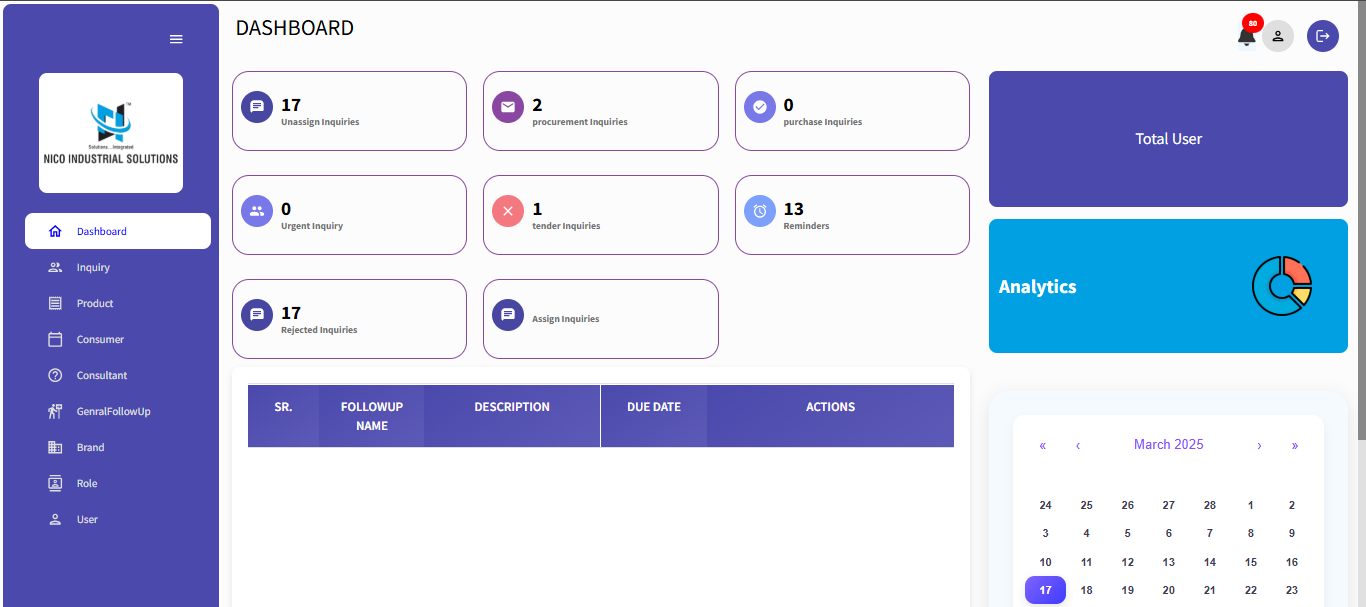 DASHBOARD
80
TM
Solutions... Integrated
NICO INDUSTRIAL SOLUTIONS
Dashboard
Inquiry
Product
Consumer
Consultant
GenralFollowUp
Brand
Role
User
17
Unassign Inquiries
2
procurement Inquiries
0
purchase Inquiries
0
Urgent Inquiry
1
tender Inquiries
13
Reminders
17
Rejected Inquiries
Assign Inquiries
SR. FOLLOWUP NAME DESCRIPTION DUE DATE ACTIONS
Total User
Analytics
« ‹ March 2025 › »
24 25 26 27 28 1 2
3 4 5 6 7 8 9
10 11 12 13 14 15 16
17 18 19 20 21 22 23